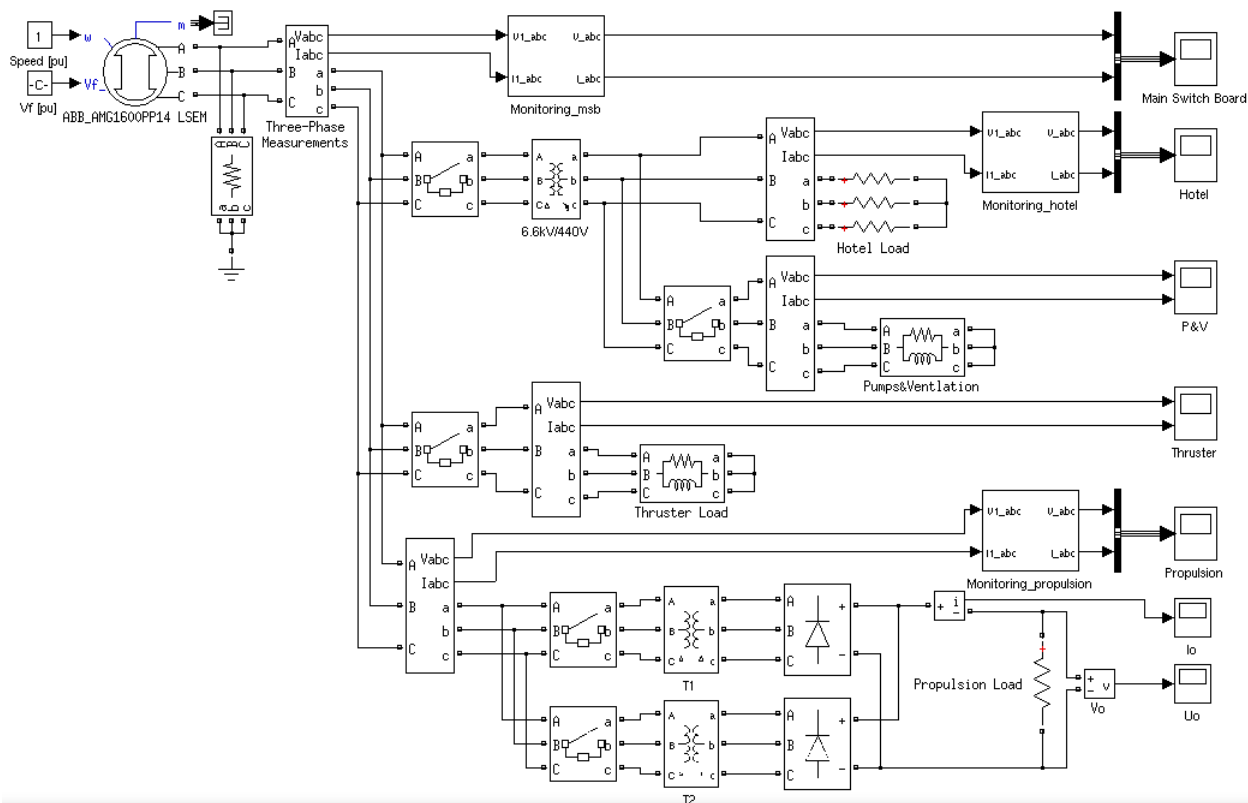 1
Speed [pu]
-C-
Vf [pu]
w
m
Vf_
A
B
C
ABB_AMG1600PP14 LSEM
A B C
a b c
A
B
C
Vabc
Iabc
a
b
c
Three-Phase
Measurements
V1_abc V_abc
I1_abc I_abc
Monitoring_msb
Main Switch Board
A a
B b
C c
A a
B b
C c
6.6kV/440V
A
B
C
Vabc
Iabc
a
b
c
Hotel Load
V1_abc V_abc
I1_abc I_abc
Monitoring_hotel
Hotel
A a
B b
C c
A
B
C
Vabc
Iabc
a
b
c
A a
B b
C c
Pumps&Ventlation
P&V
A a
B b
C c
A
B
C
Vabc
Iabc
a
b
c
A a
B b
C c
Thruster Load
Thruster
A
B
C
Vabc
Iabc
a
b
c
V1_abc V_abc
I1_abc I_abc
Monitoring_propulsion
Propulsion
A a
B b
C c
A a
B b
C c
T1
A +
B
C -
+ i
-
Io
Propulsion Load
+
- v
Vo
Uo
A a
B b
C c
A a
B b
C c
T2
A +
B
C -